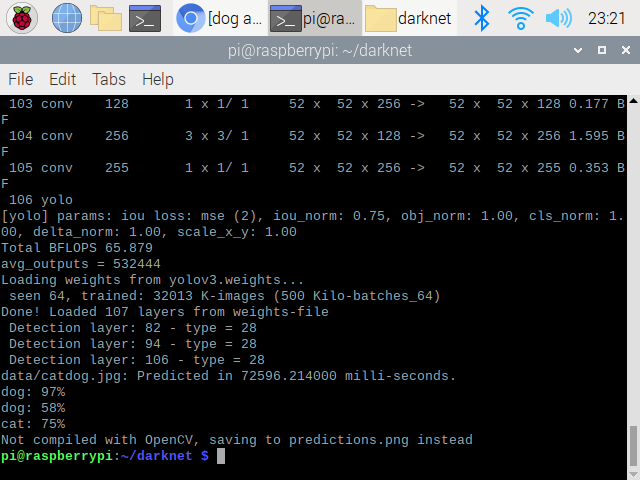 [dog a...
pi@ra...
darknet
23:21
pi@raspberrypi: ~/darknet
File Edit Tabs Help
103 conv    128       1 x 1/ 1     52 x  52 x 256 ->   52 x  52 x 128 0.177 B
F
104 conv    256       3 x 3/ 1     52 x  52 x 128 ->   52 x  52 x 256 1.595 B
F
105 conv    255       1 x 1/ 1     52 x  52 x 256 ->   52 x  52 x 255 0.353 B
F
106 yolo
[yolo] params: iou loss: mse (2), iou_norm: 0.75, obj_norm: 1.00, cls_norm: 1.
00, delta_norm: 1.00, scale_x_y: 1.00
Total BFLOPS 65.879
avg_outputs = 532444
Loading weights from yolov3.weights...
seen 64, trained: 32013 K-images (500 Kilo-batches_64)
Done! Loaded 107 layers from weights-file
Detection layer: 82 - type = 28
Detection layer: 94 - type = 28
Detection layer: 106 - type = 28
data/catdog.jpg: Predicted in 72596.214000 milli-seconds.
dog: 97%
dog: 58%
cat: 75%
Not compiled with OpenCV, saving to predictions.png instead
pi@raspberrypi:~/darknet $